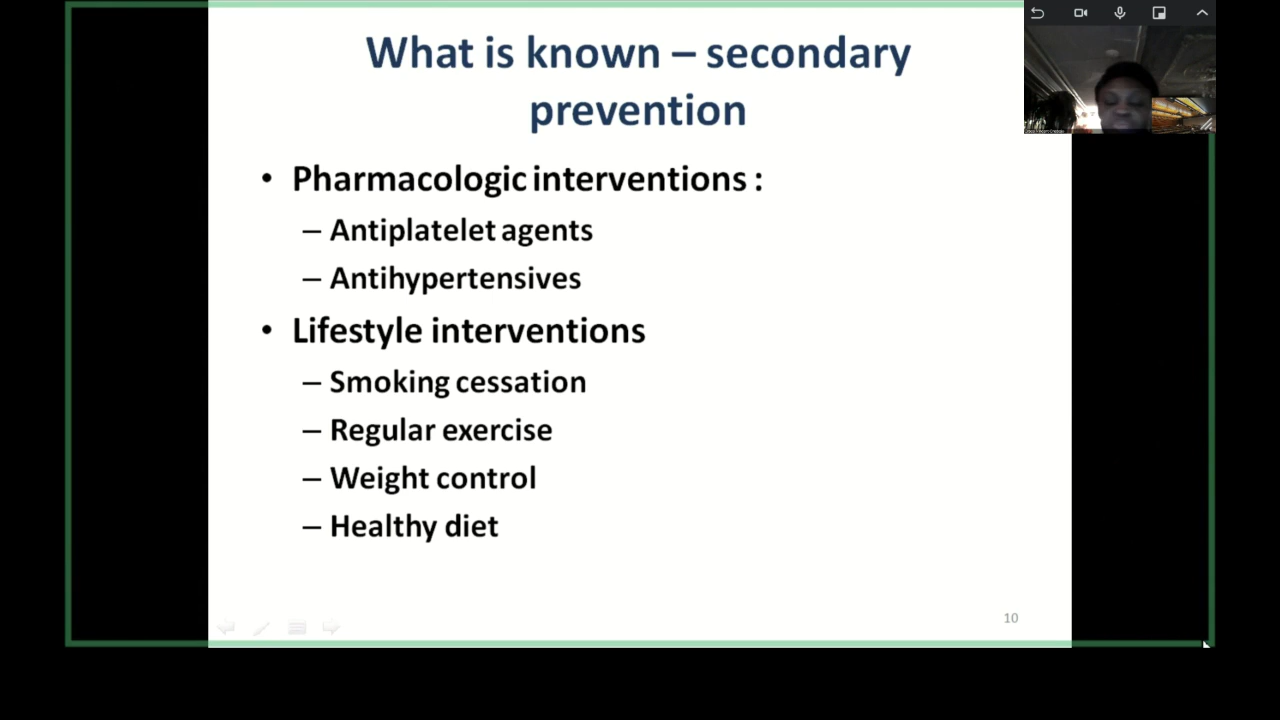 What is known – secondary
prevention
• Pharmacologic interventions :
– Antiplatelet agents
– Antihypertensives
• Lifestyle interventions
– Smoking cessation
– Regular exercise
– Weight control
– Healthy diet
10